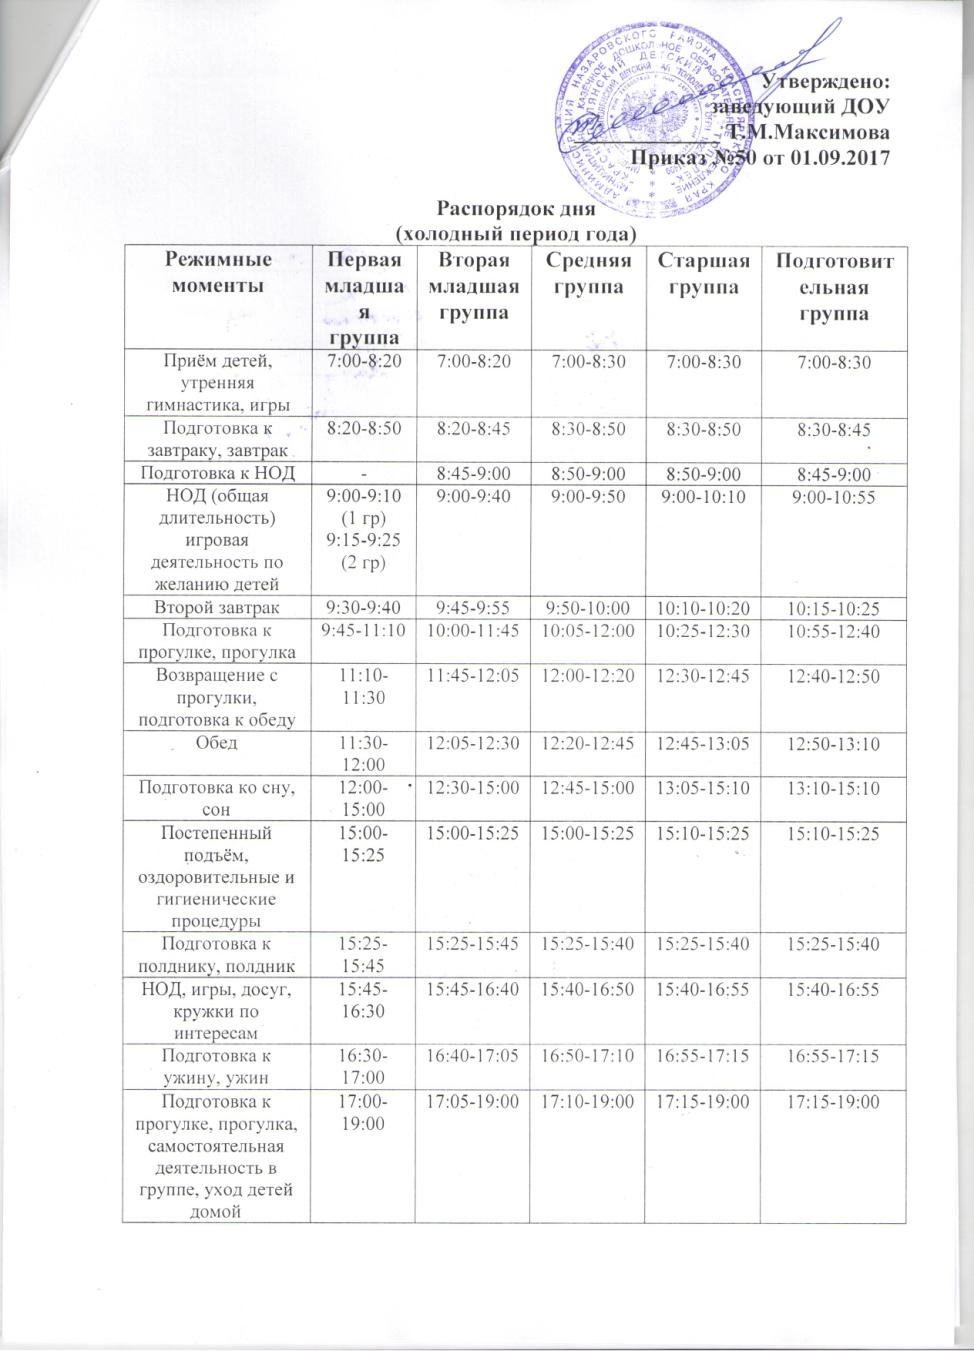 Утверждено:
заведующий ДОУ
Т.М.Максимова
Приказ №50 от 01.09.2017
Распорядок дня
(холодный период года)
Режимные моменты | Первая младшая группа | Вторая младшая группа | Средняя группа | Старшая группа | Подготовительная группа
Приём детей, утренняя гимнастика, игры | 7:00-8:20 | 7:00-8:20 | 7:00-8:30 | 7:00-8:30 | 7:00-8:30
Подготовка к завтраку, завтрак | 8:20-8:50 | 8:20-8:45 | 8:30-8:50 | 8:30-8:50 | 8:30-8:45
Подготовка к НОД | - | 8:45-9:00 | 8:50-9:00 | 8:50-9:00 | 8:45-9:00
НОД (общая длительность) игровая деятельность по желанию детей | 9:00-9:10 (1 гр) 9:15-9:25 (2 гр) | 9:00-9:40 | 9:00-9:50 | 9:00-10:10 | 9:00-10:55
Второй завтрак | 9:30-9:40 | 9:45-9:55 | 9:50-10:00 | 10:10-10:20 | 10:15-10:25
Подготовка к прогулке, прогулка | 9:45-11:10 | 10:00-11:45 | 10:05-12:00 | 10:25-12:30 | 10:55-12:40
Возвращение с прогулки, подготовка к обеду | 11:10-11:30 | 11:45-12:05 | 12:00-12:20 | 12:30-12:45 | 12:40-12:50
Обед | 11:30-12:00 | 12:05-12:30 | 12:20-12:45 | 12:45-13:05 | 12:50-13:10
Подготовка ко сну, сон | 12:00-15:00 | 12:30-15:00 | 12:45-15:00 | 13:05-15:10 | 13:10-15:10
Постепенный подъём, оздоровительные и гигиенические процедуры | 15:00-15:25 | 15:00-15:25 | 15:00-15:25 | 15:10-15:25 | 15:10-15:25
Подготовка к полднику, полдник | 15:25-15:45 | 15:25-15:45 | 15:25-15:40 | 15:25-15:40 | 15:25-15:40
НОД, игры, досуг, кружки по интересам | 15:45-16:30 | 15:45-16:40 | 15:40-16:50 | 15:40-16:55 | 15:40-16:55
Подготовка к ужину, ужин | 16:30-17:00 | 16:40-17:05 | 16:50-17:10 | 16:55-17:15 | 16:55-17:15
Подготовка к прогулке, прогулка, самостоятельная деятельность в группе, уход детей домой | 17:00-19:00 | 17:05-19:00 | 17:10-19:00 | 17:15-19:00 | 17:15-19:00